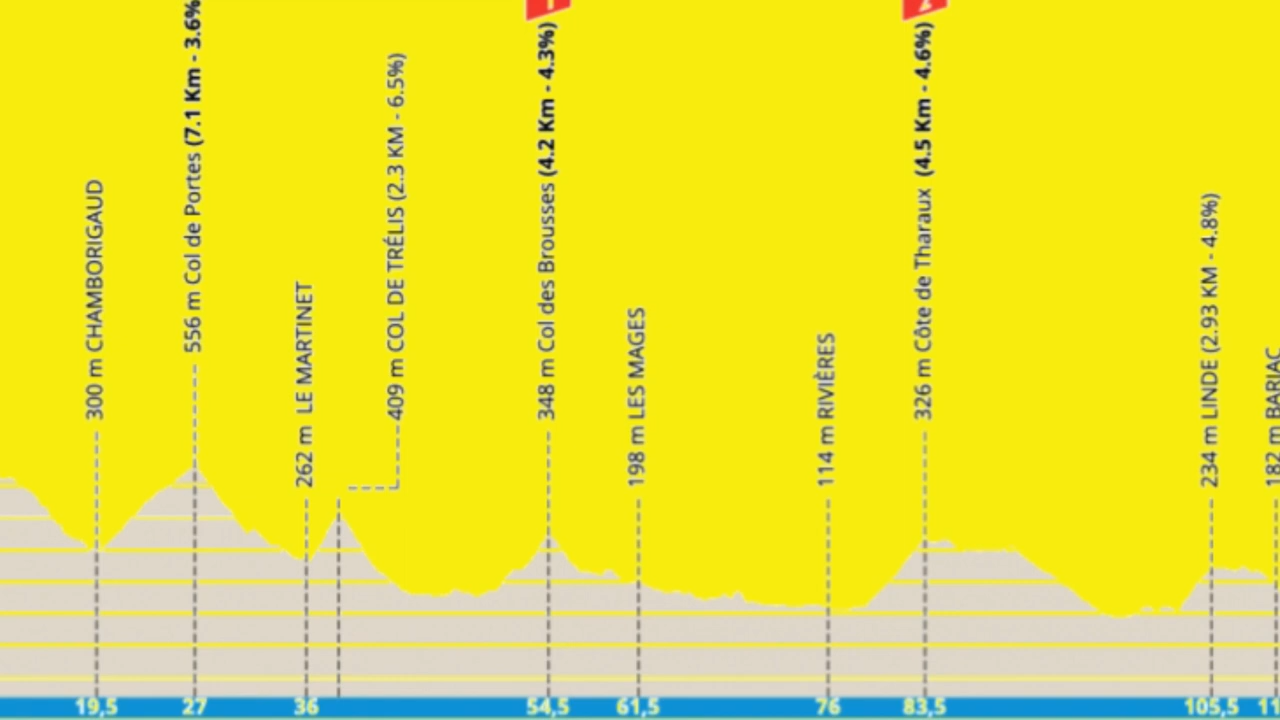 300 m CHAMBORIGAUD
556 m Col de Portes (7.1 Km - 3.6%
262 m LE MARTINET
409 m COL DE TRÉLIS (2.3 KM - 6.5%)
348 m Col des Brousses (4.2 Km - 4.3%)
198 m LES MAGES
114 m RIVIÈRES
326 m Côte de Tharaux (4.5 Km - 4.6%)
234 m LINDE (2.93 KM - 4.8%)
182 m BARJAC
19,5 27 36 54,5 61,5 76 83,5 105,5 11